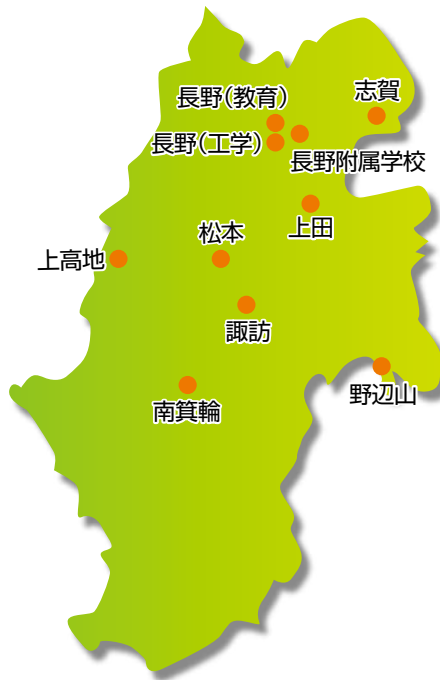 志賀
長野(教育)
長野(工学)
長野附属学校
上田
松本
上高地
諏訪
野辺山
南箕輪